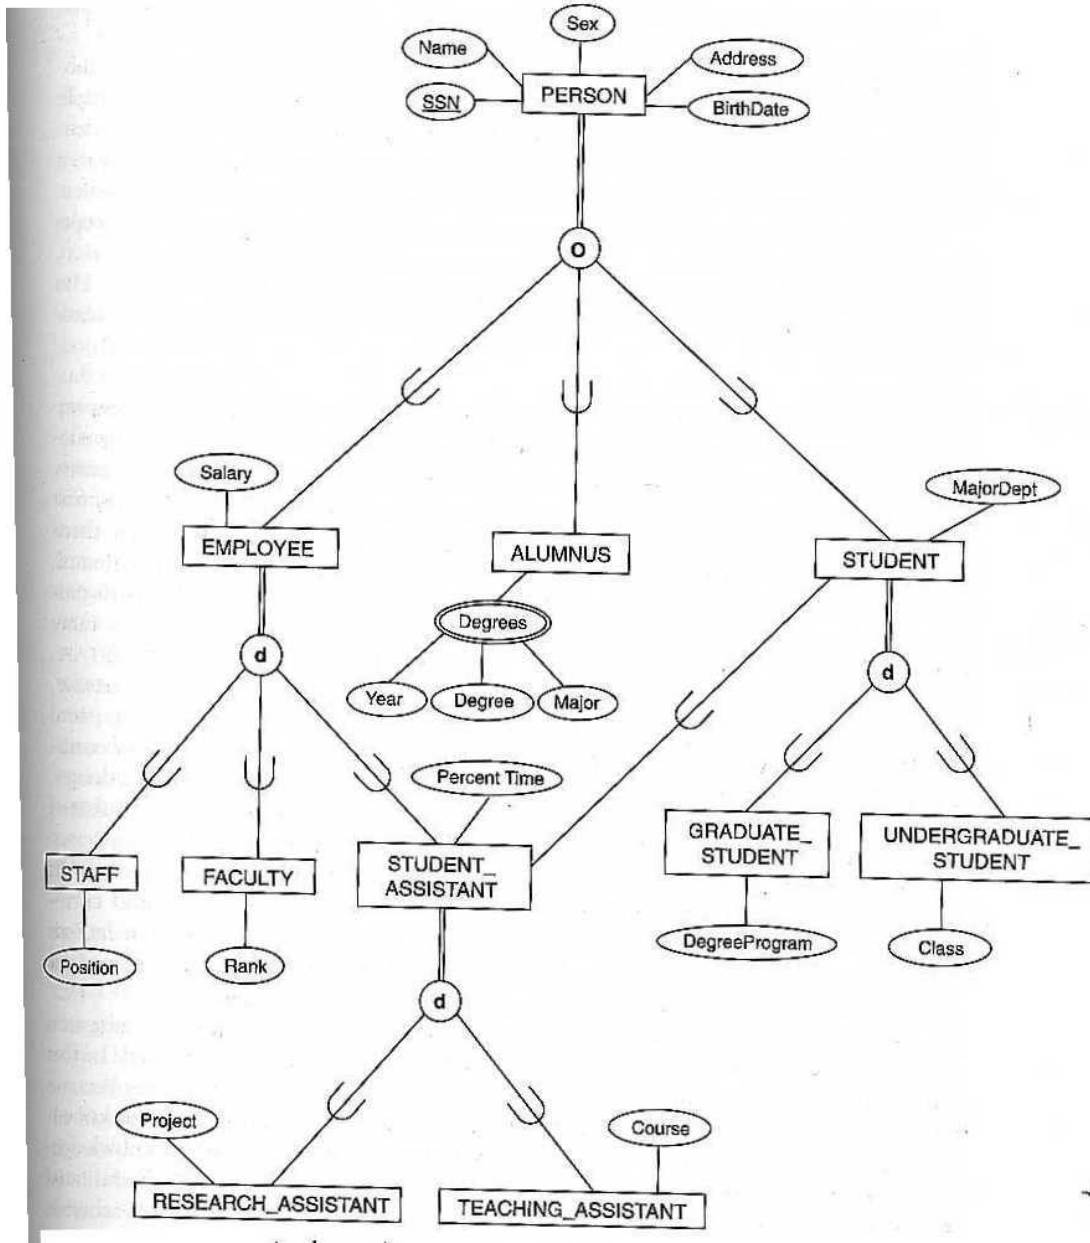 Sex
Name
Address
PERSON
SSN
BirthDate
O
Salary
MajorDept
EMPLOYEE
ALUMNUS
STUDENT
Degrees
d
d
Year
Degree
Major
Percent Time
GRADUATE_
STUDENT
UNDERGRADUATE_
STUDENT
STAFF
FACULTY
STUDENT_
ASSISTANT
DegreeProgram
Class
Position
Rank
d
Project
Course
RESEARCH_ASSISTANT
TEACHING_ASSISTANT